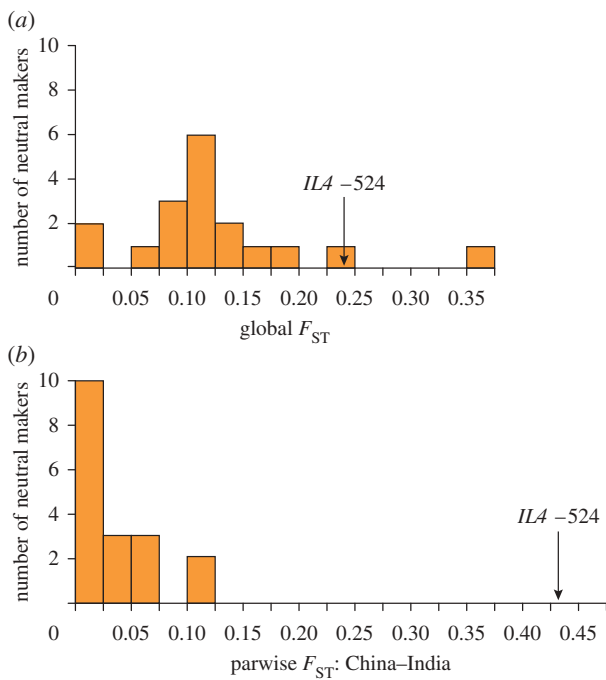 (a)
10
8
6
4
2
number of neutral makers
IL4 –524
0 0.05 0.10 0.15 0.20 0.25 0.30 0.35
global FST
(b)
10
8
6
4
2
number of neutral makers
IL4 –524
0 0.05 0.10 0.15 0.20 0.25 0.30 0.35 0.40 0.45
parwise FST: China–India